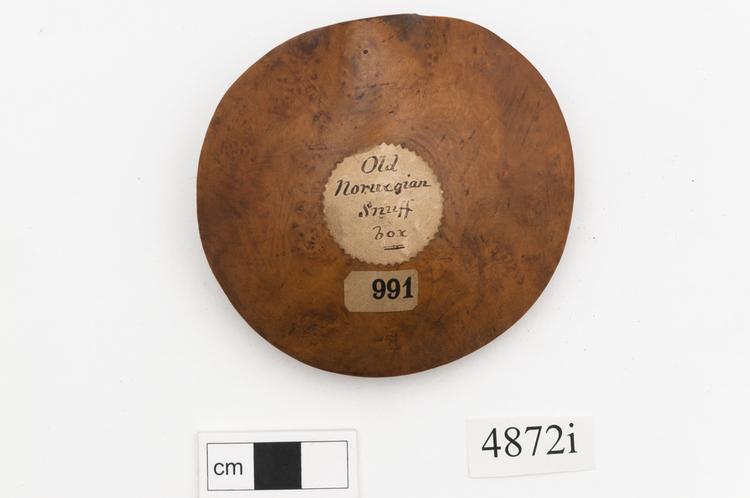 Old
Norwegian
Snuff
box
991
cm
4872i